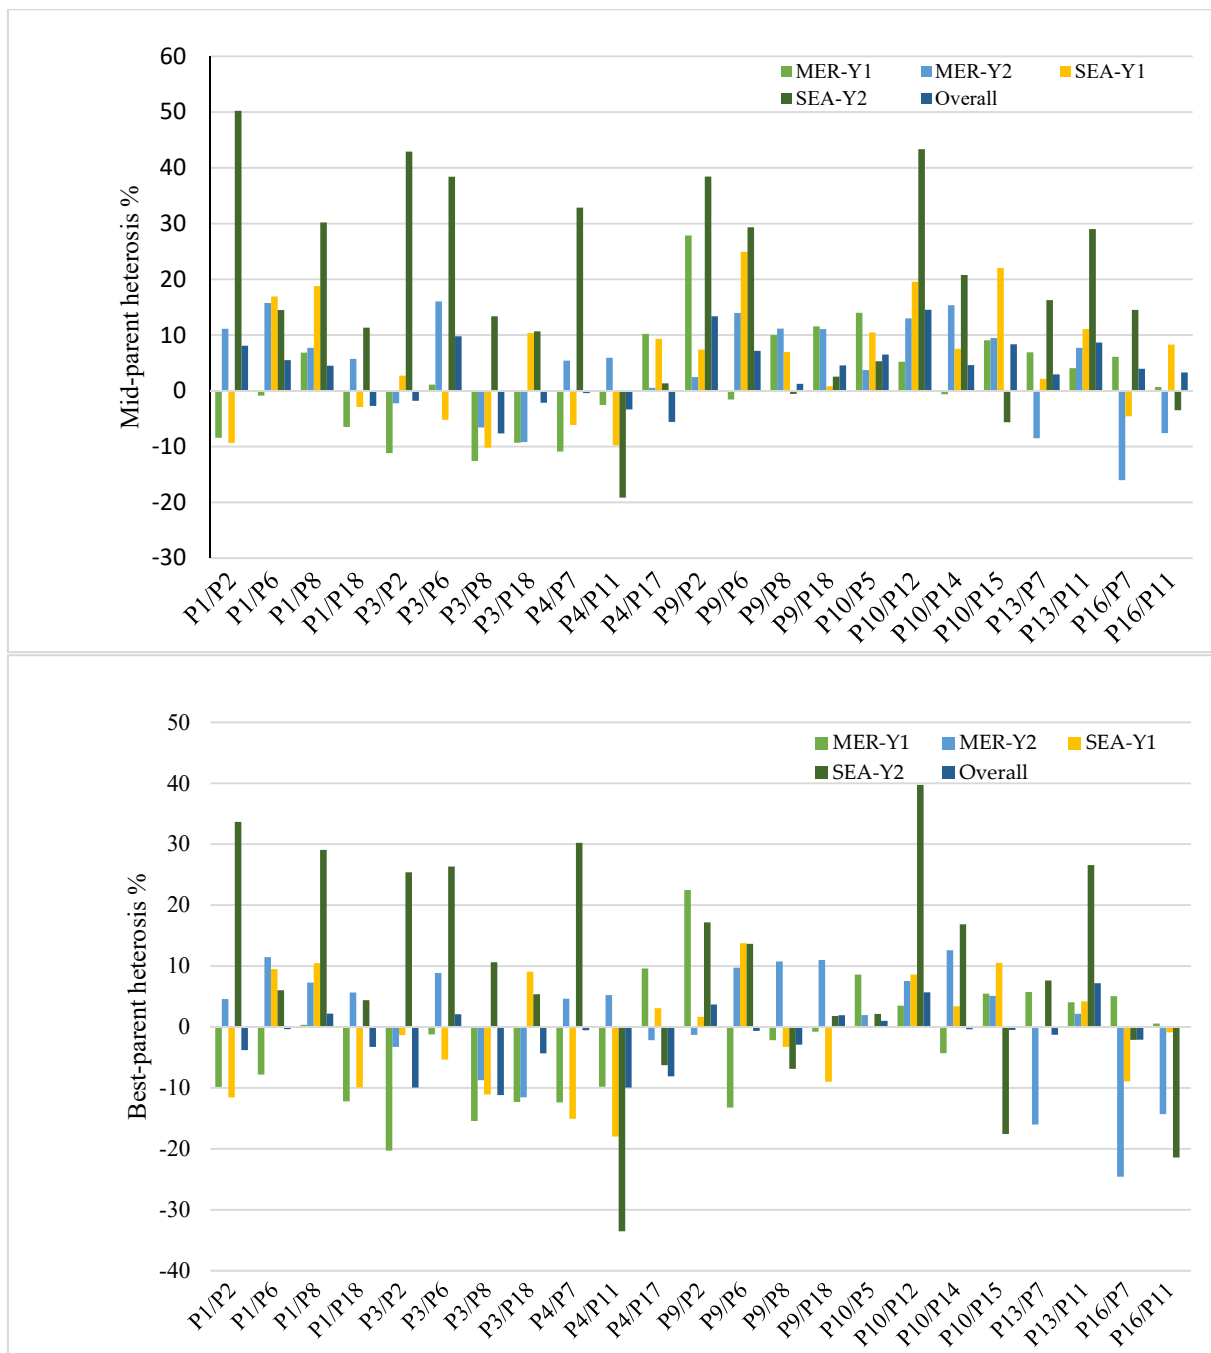 Mid-parent heterosis %
60
50
40
30
20
10
0
-10
-20
-30
MER-Y1 MER-Y2 SEA-Y1
SEA-Y2 Overall
P1/P2 P1/P6 P1/P8 P1/P18 P3/P2 P3/P6 P3/P8 P3/P18 P4/P7 P4/P11 P4/P17 P9/P2 P9/P6 P9/P8 P9/P18 P10/P5 P10/P12 P10/P14 P10/P15 P13/P7 P13/P11 P16/P7 P16/P11
Best-parent heterosis %
50
40
30
20
10
0
-10
-20
-30
-40
MER-Y1 MER-Y2 SEA-Y1
SEA-Y2 Overall
P1/P2 P1/P6 P1/P8 P1/P18 P3/P2 P3/P6 P3/P8 P3/P18 P4/P7 P4/P11 P4/P17 P9/P2 P9/P6 P9/P8 P9/P18 P10/P5 P10/P12 P10/P14 P10/P15 P13/P7 P13/P11 P16/P7 P16/P11